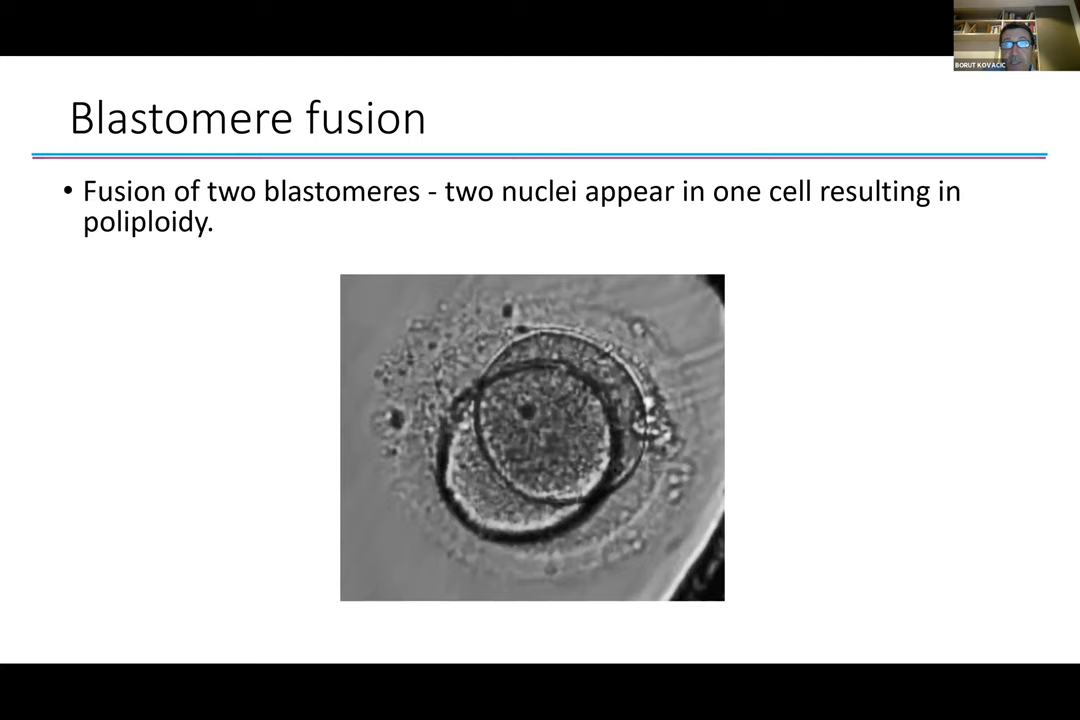 BORUT KOVACIC
Blastomere fusion
• Fusion of two blastomeres - two nuclei appear in one cell resulting in
poliploidy.